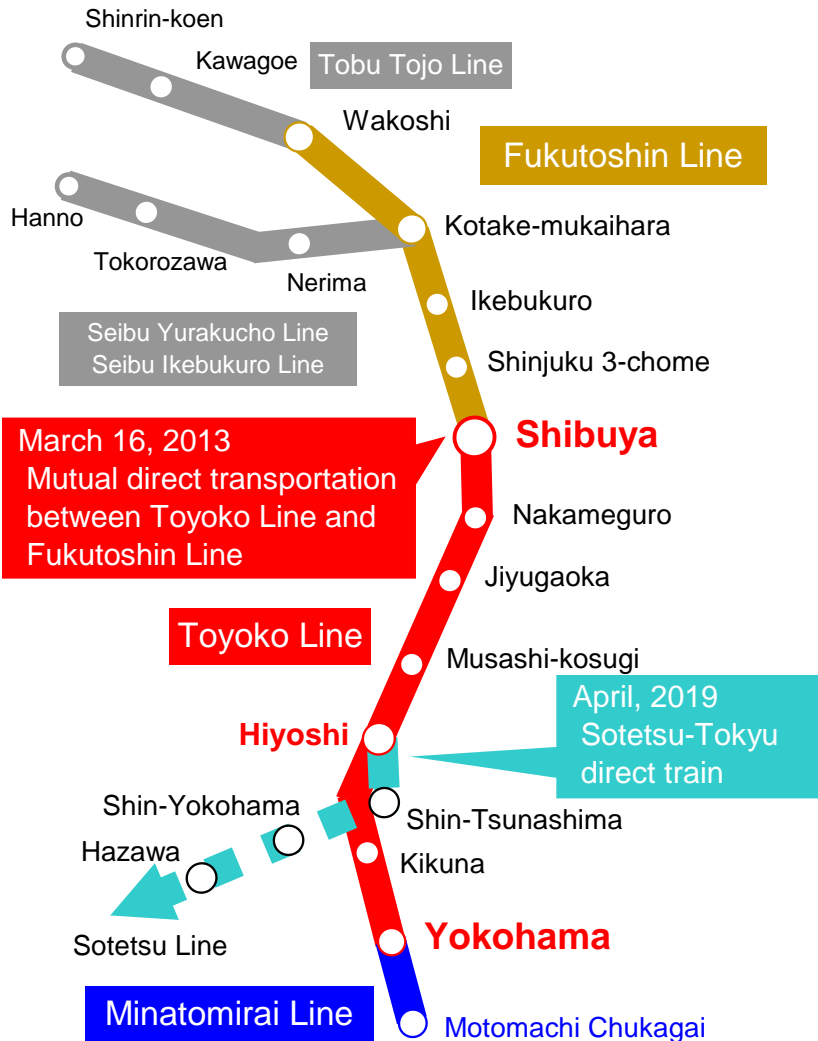 Shinrin-koen
Kawagoe
Tobu Tojo Line
Wakoshi
Fukutoshin Line
Hanno
Tokorozawa
Nerima
Kotake-mukaihara
Ikebukuro
Seibu Yurakucho Line
Seibu Ikebukuro Line
Shinjuku 3-chome
Shibuya
March 16, 2013
Mutual direct transportation
between Toyoko Line and
Fukutoshin Line
Nakameguro
Jiyugaoka
Toyoko Line
Musashi-kosugi
April, 2019
Sotetsu-Tokyu
direct train
Hiyoshi
Shin-Yokohama
Shin-Tsunashima
Hazawa
Kikuna
Sotetsu Line
Yokohama
Minatomirai Line
Motomachi Chukagai